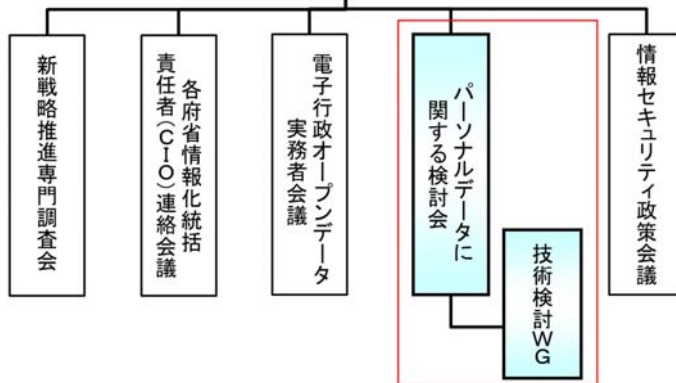 新戦略推進専門調査会
各府省情報化統括
責任者(ＣＩＯ)連絡会議
電子行政オープンデータ
実務者会議
パーソナルデータに
関する検討会
技術検討ＷＧ
情報セキュリティ政策会議